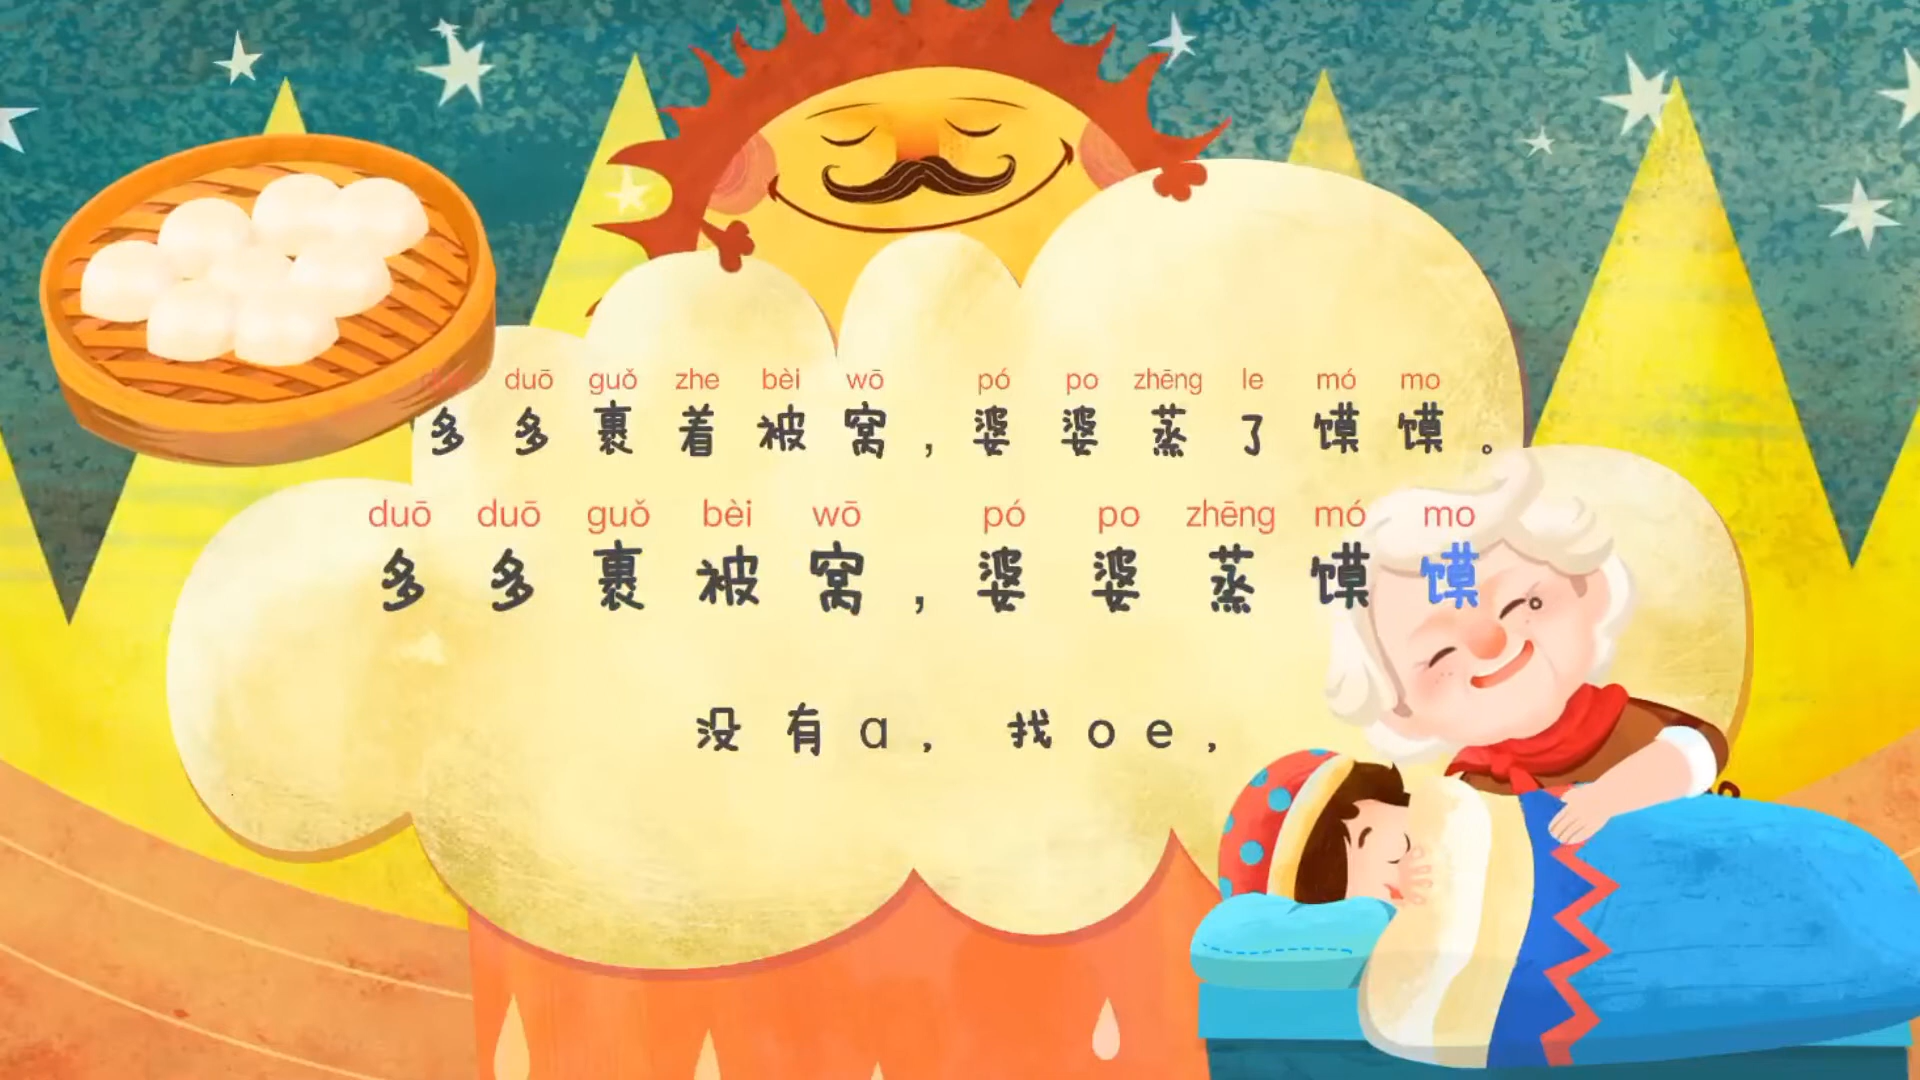 duō guǒ zhe bèi wō pó po zhēng le mó mo
多多裹着被窝，婆婆蒸了馍馍。
duō duō guǒ bèi wō pó po zhēng mó mo
多多裹被窝，婆婆蒸馍馍
没有ɑ，找o e，